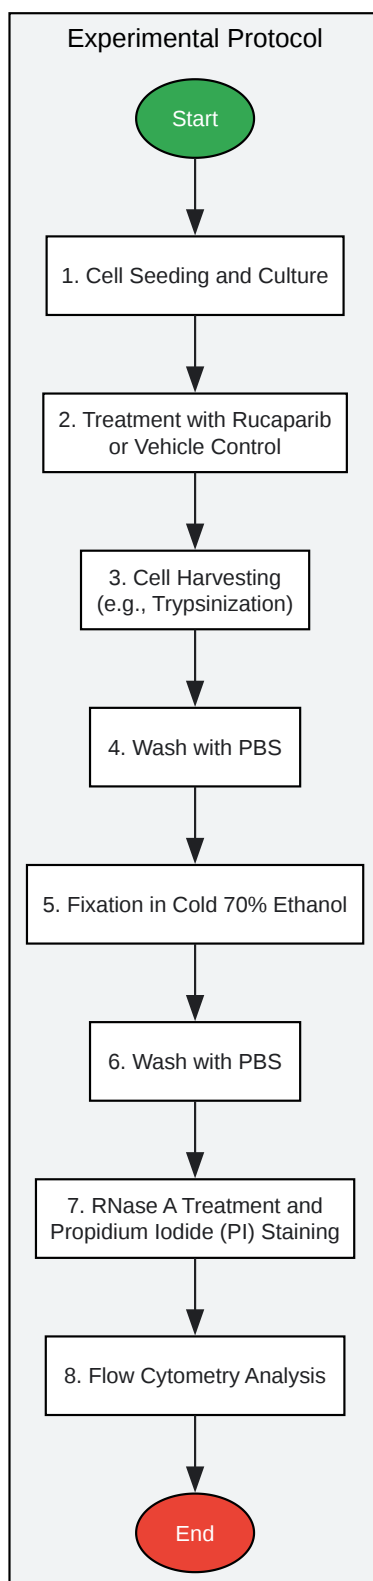 Experimental Protocol
Start
1. Cell Seeding and Culture
2. Treatment with Rucaparib
or Vehicle Control
3. Cell Harvesting
(e.g., Trypsinization)
4. Wash with PBS
5. Fixation in Cold 70% Ethanol
6. Wash with PBS
7. RNase A Treatment and
Propidium Iodide (PI) Staining
8. Flow Cytometry Analysis
End